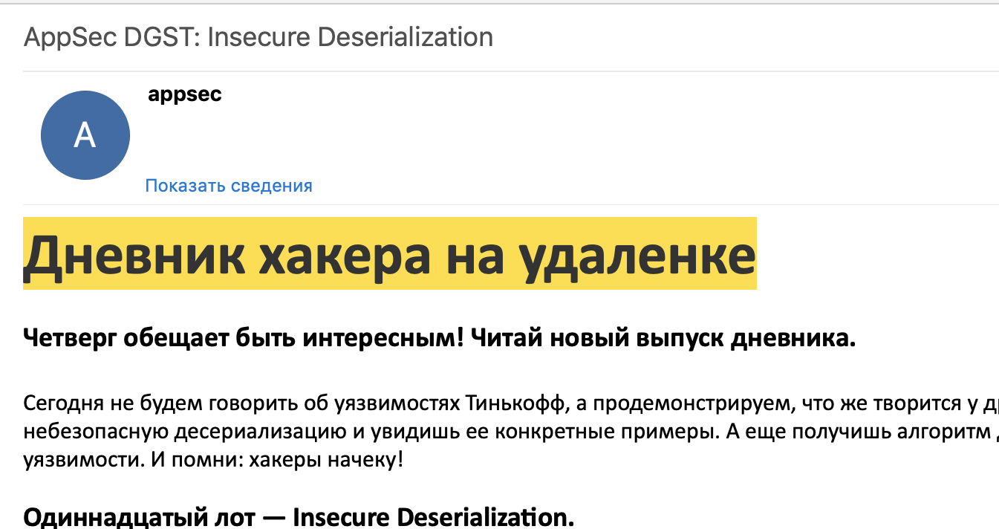 AppSec DGST: Insecure Deserialization
A
appsec
Показать сведения
Дневник хакера на удаленке
Четверг обещает быть интересным! Читай новый выпуск дневника.
Сегодня не будем говорить об уязвимостях Тинькофф, а продемонстрируем, что же творится у
небезопасную десериализацию и увидишь ее конкретные примеры. А еще получишь алгоритм
уязвимости. И помни: хакеры начеку!
Одиннадцатый лот — Insecure Deserialization.